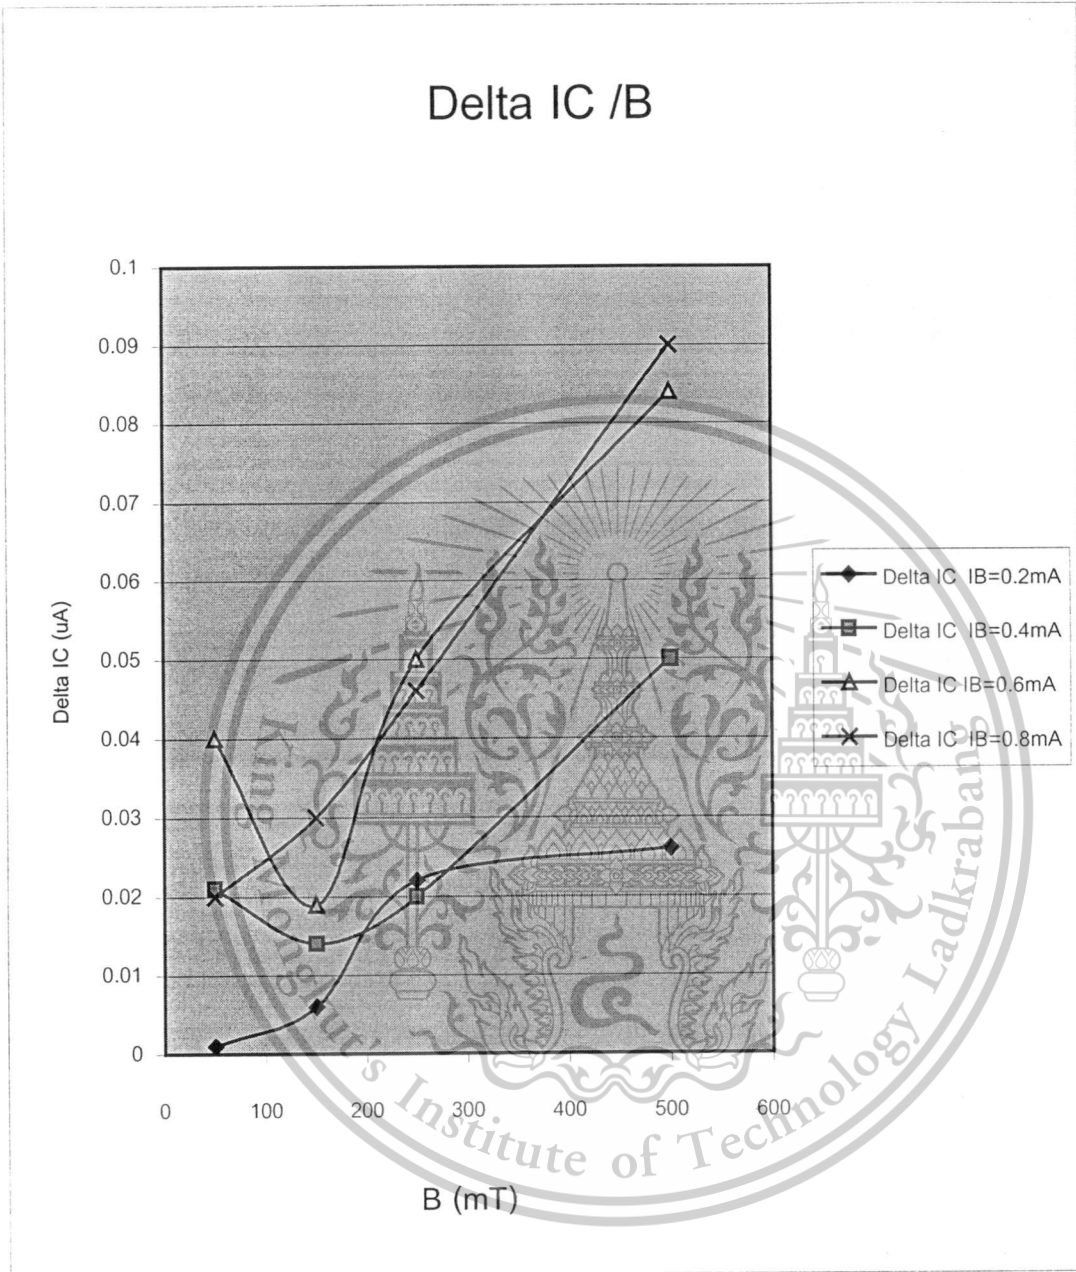 Delta IC /B
0.1
0.09
0.08
0.07
0.06
0.05
0.04
0.03
0.02
0.01
0
Delta IC (uA)
0
100
200
300
400
500
600
B (mT)
Delta IC IB=0.2mA
Delta IC IB=0.4mA
Delta IC IB=0.6mA
Delta IC IB=0.8mA
King Mongkut's Institute of Technology Ladkrabang